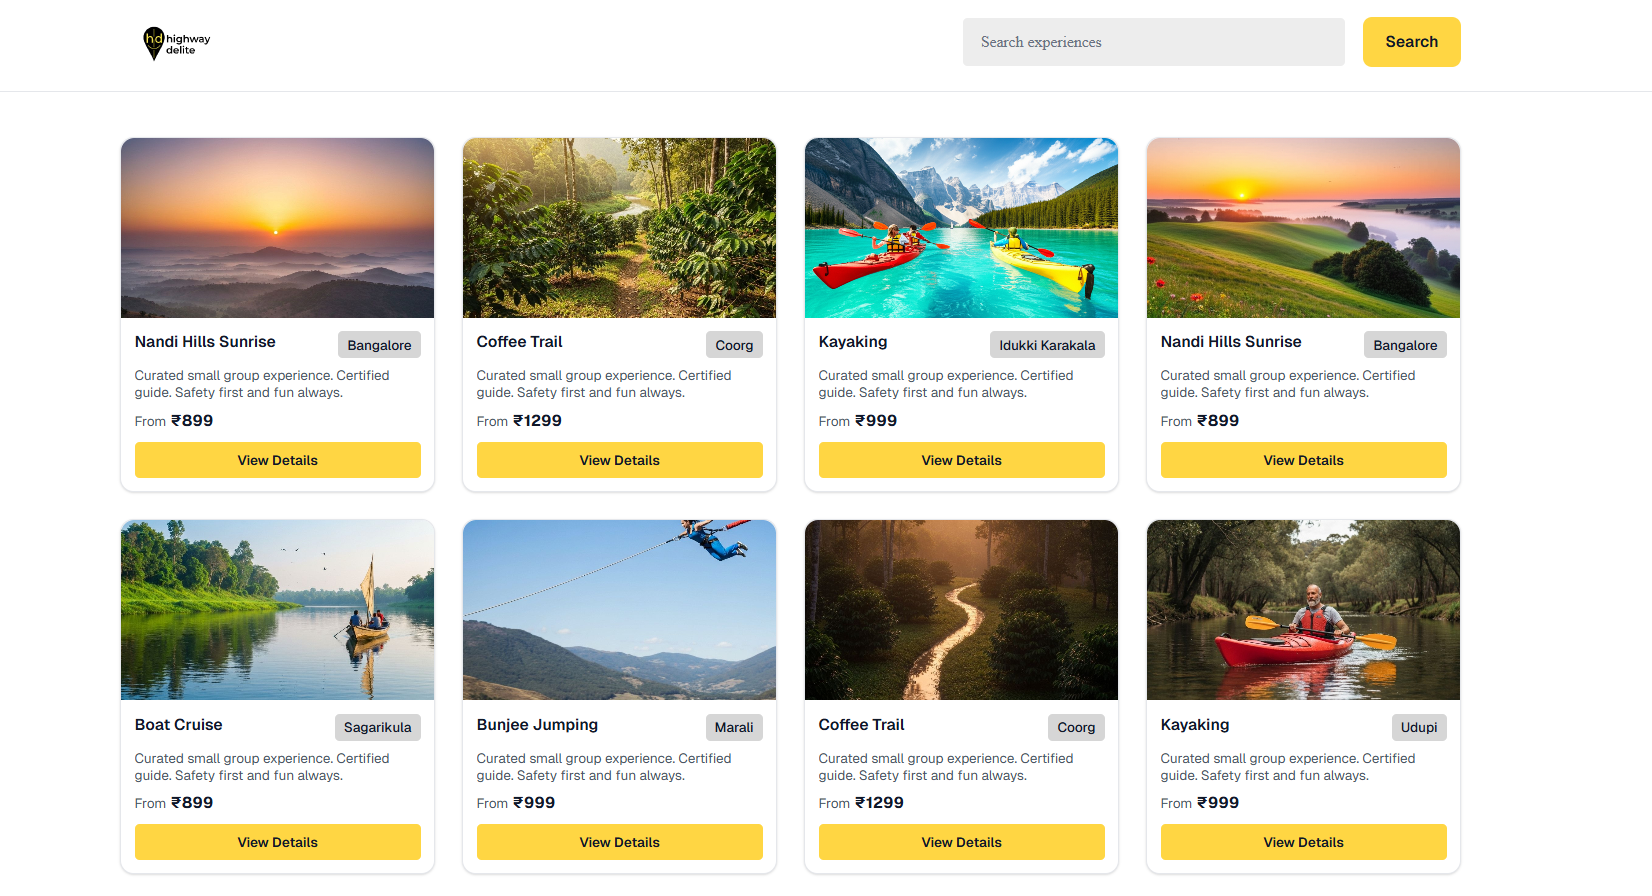 hd highway
delite
Search experiences
Search
Nandi Hills Sunrise
Bangalore
Curated small group experience. Certified
guide. Safety first and fun always.
From ₹899
View Details
Coffee Trail
Coorg
Curated small group experience. Certified
guide. Safety first and fun always.
From ₹1299
View Details
Kayaking
Idukki Karakala
Curated small group experience. Certified
guide. Safety first and fun always.
From ₹999
View Details
Nandi Hills Sunrise
Bangalore
Curated small group experience. Certified
guide. Safety first and fun always.
From ₹899
View Details
Boat Cruise
Sagarikula
Curated small group experience. Certified
guide. Safety first and fun always.
From ₹899
View Details
Bunjee Jumping
Marali
Curated small group experience. Certified
guide. Safety first and fun always.
From ₹999
View Details
Coffee Trail
Coorg
Curated small group experience. Certified
guide. Safety first and fun always.
From ₹1299
View Details
Kayaking
Udupi
Curated small group experience. Certified
guide. Safety first and fun always.
From ₹999
View Details